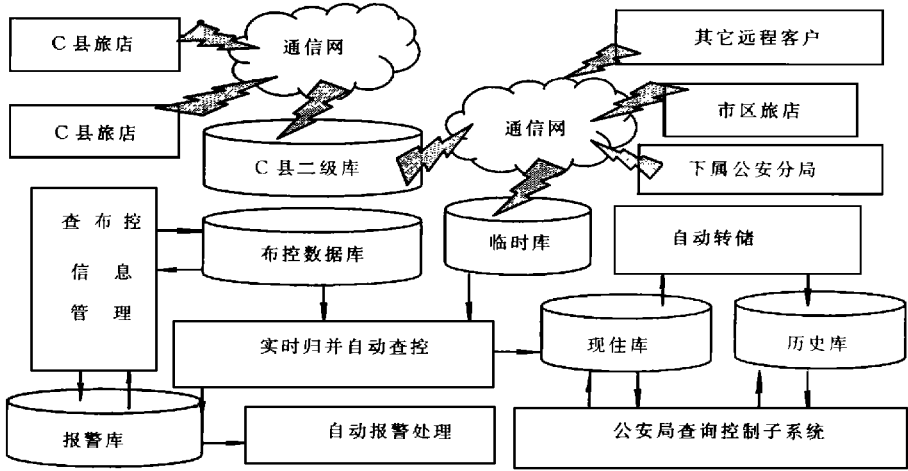 C县旅店
通信网
其它远程客户
C县旅店
通信网
市区旅店
C县二级库
下属公安分局
查布控
信息
管理
布控数据库
临时库
自动转储
实时归并自动查控
现住库
历史库
报警库
自动报警处理
公安局查询控制子系统